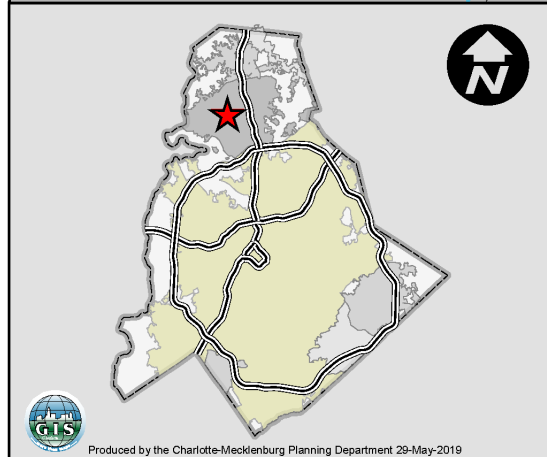 N
GIS
Produced by the Charlotte-Mecklenburg Planning Department 29-May-2019